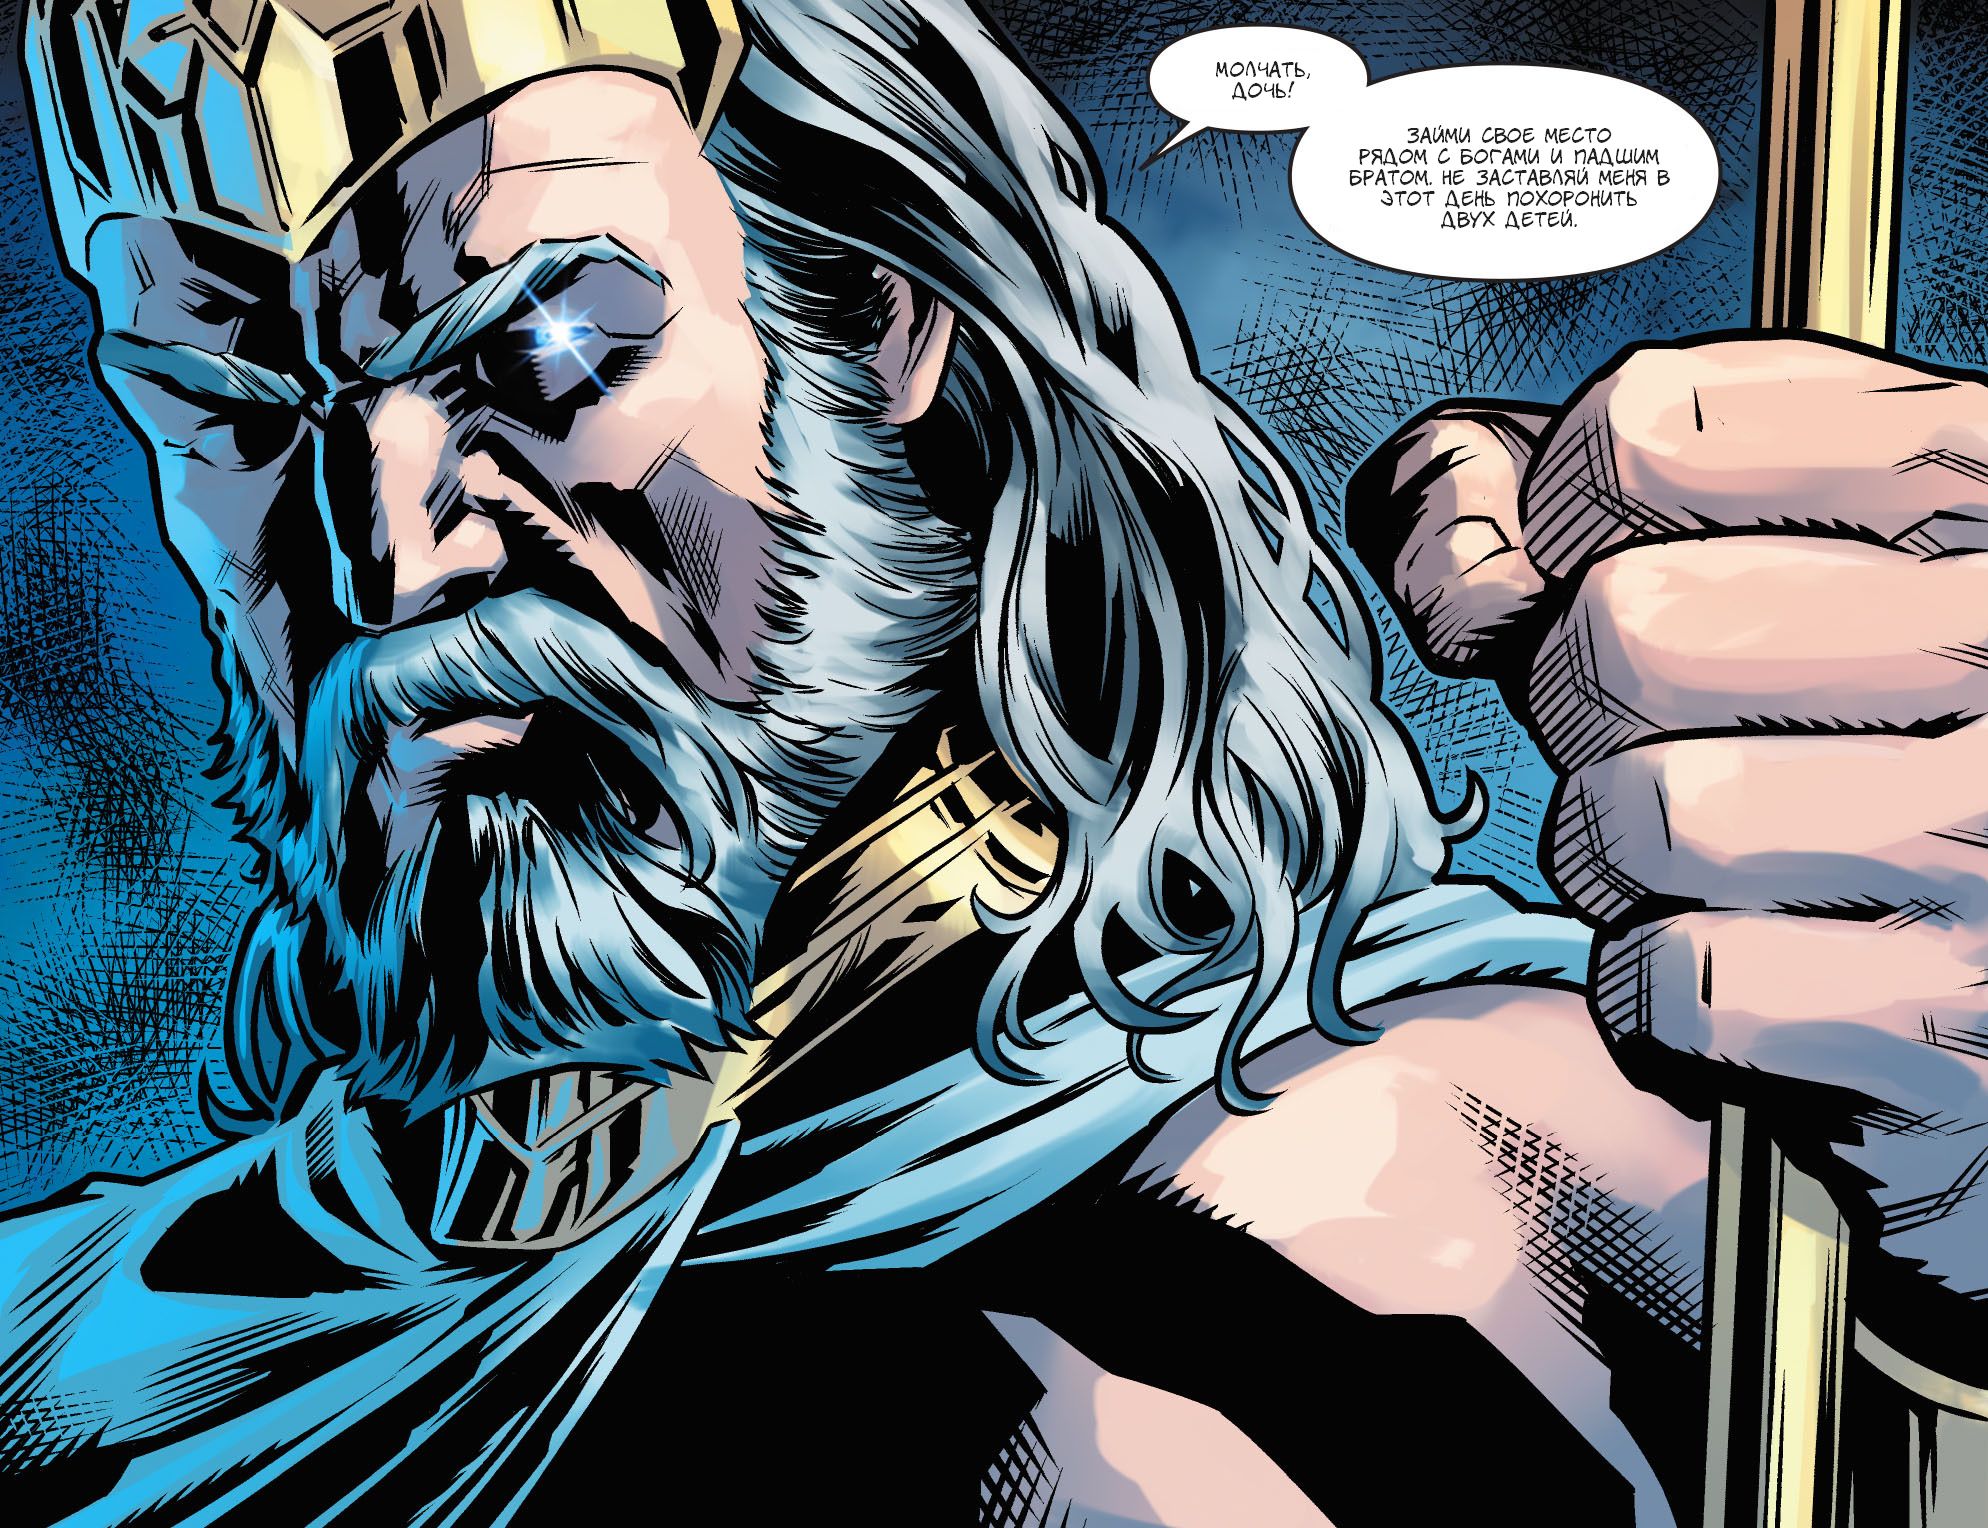 МОЛЧАТЬ,
ДОЧЬ!
ЗАЙМИ СВОЕ МЕСТО
РЯДОМ С БОГАМИ И ПАДШИМ
БРАТОМ. НЕ ЗАСТАВЛЯЙ МЕНЯ В
ЭТОТ ДЕНЬ ПОХОРОНИТЬ
ДВУХ ДЕТЕЙ.